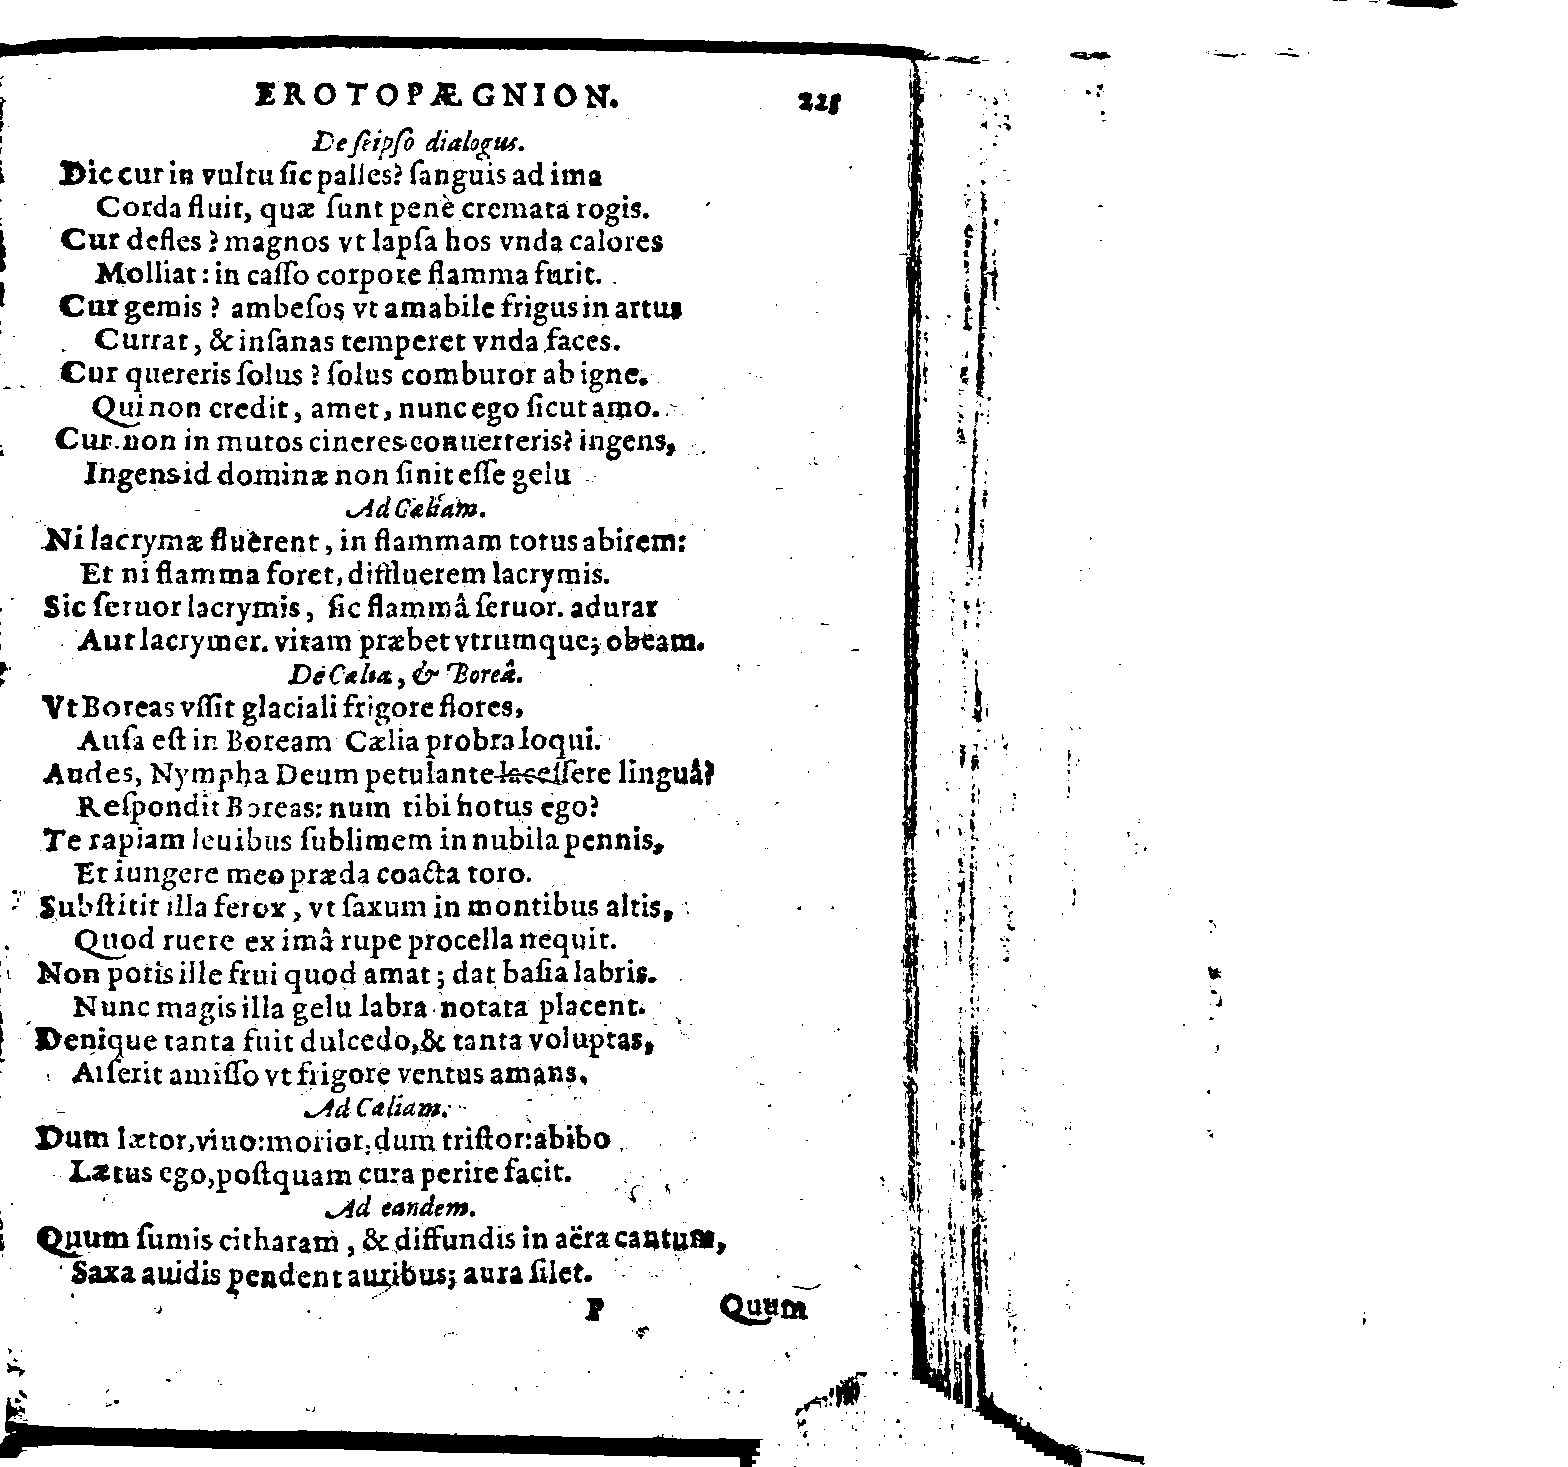 EROTOPÆGNION. 225
De ſeipſo dialogus.
Dic cur in vultu ſic palles? ſanguis ad ima
Corda fluit, quæ ſunt penè cremata rogis.
Cur defles? magnos vt lapſa hos vnda calores
Molliat: in caſſo corpore flamma furit.
Cur gemis? ambeſos vt amabile frigus in artus
Currat, & inſanas temperet vnda faces.
Cur quereris ſolus? ſolus comburor ab igne.
Qui non credit, amet, nunc ego ſicut amo.
Cur non in mutos cineres conuerteris? ingens,
Ingens id dominæ non ſinit eſſe gelu
Ad Cæliam.
Ni lacrymæ fluèrent, in flammam totus abirem:
Et ni flamma foret, diffluerem lacrymis.
Sic ſeruor lacrymis, ſic flammâ ſeruor. adurar
Aut lacrymer. vitam præbet vtrumque; obeam.
De Cælia, & Boreâ.
Vt Boreas vſſit glaciali frigore flores,
Auſa eſt in Boream Cælia probra loqui.
Audes, Nympha Deum petulante laceſſere linguâ?
Reſpondit Boreas: num tibi notus ego?
Te rapiam leuibus ſublimem in nubila pennis,
Et iungere meo præda coacta toro.
Subſtitit illa ferox, vt ſaxum in montibus altis,
Quod ruere ex imâ rupe procella nequit.
Non potis ille frui quod amat; dat baſia labris.
Nunc magis illa gelu labra notata placent.
Denique tanta fuit dulcedo, & tanta voluptas,
Arſerit amiſſo vt frigore ventus amans.
Ad Cæliam.
Dum lætor, viuo: morior, dum triſtor: abibo
Lætus ego, poſtquam cura perire facit.
Ad eandem.
Quum ſumis citharam, & diffundis in aëra cantum,
Saxa auidis pendent auribus; aura ſilet.
P Quum